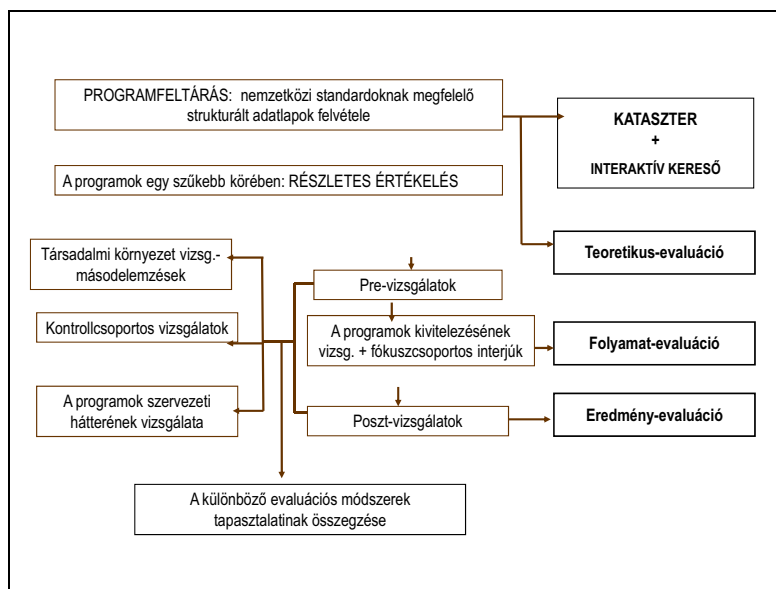 PROGRAMFELTÁRÁS: nemzetközi standardoknak megfelelő
strukturált adatlapok felvétele
KATASZTER
+
INTERAKTÍV KERESŐ
A programok egy szűkebb körében: RÉSZLETES ÉRTÉKELÉS
Teoretikus-evaluáció
Társadalmi környezet vizsg.-
másodelemzések
Pre-vizsgálatok
Kontrollcsoportos vizsgálatok
A programok kivitelezésének
vizsg. + fókuszcsoportos interjúk
Folyamat-evaluáció
A programok szervezeti
hátterének vizsgálata
Poszt-vizsgálatok
Eredmény-evaluáció
A különböző evaluációs módszerek
tapasztalatinak összegzése